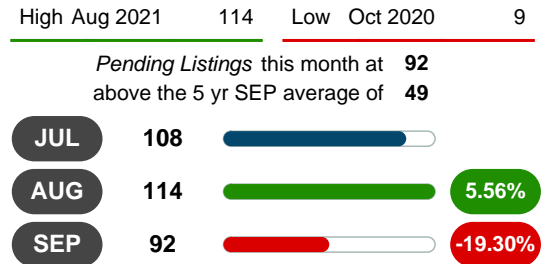 High Aug 2021 114 Low Oct 2020 9
Pending Listings this month at 92
above the 5 yr SEP average of 49
JUL 108
AUG 114 5.56%
SEP 92 -19.30%